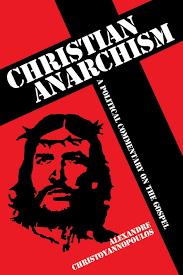 CHRISTIAN
ANARCHISM
A POLITICAL COMMENTARY ON THE GOSPEL
ALEXANDRE
CHRISTOYANNOPOULOS